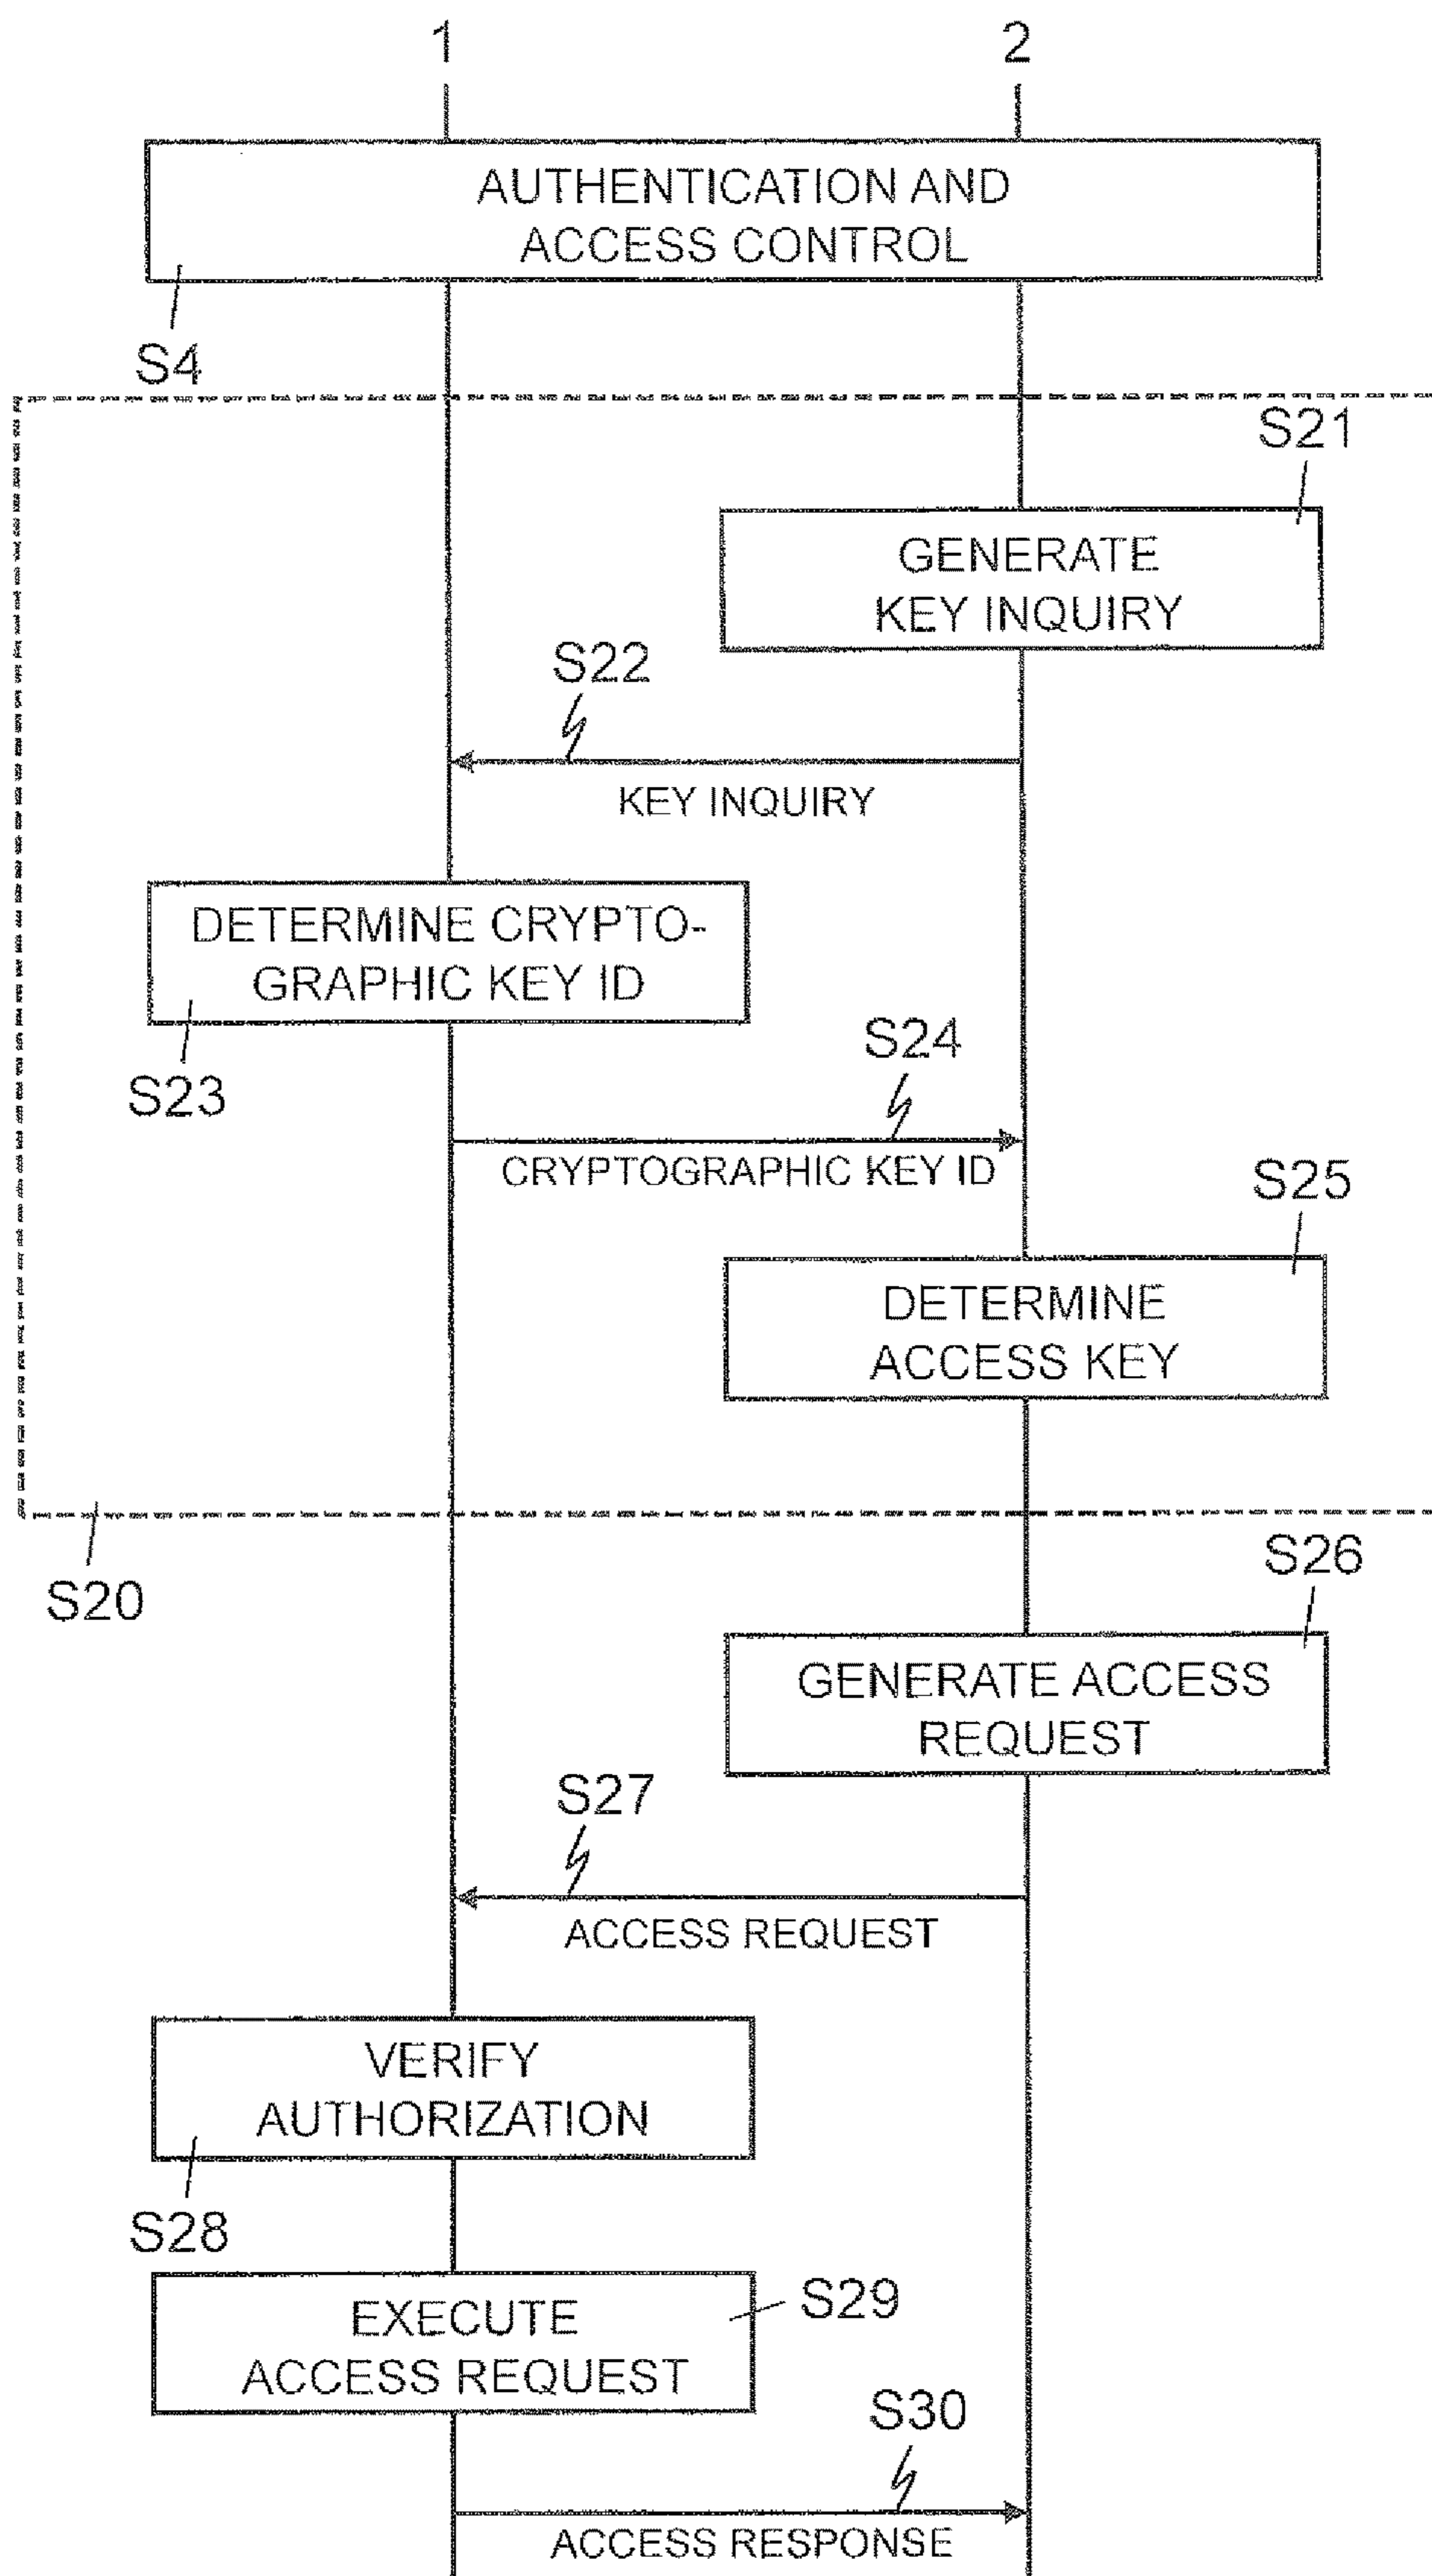 1
2
AUTHENTICATION AND
ACCESS CONTROL
S4
S21
GENERATE
KEY INQUIRY
S22
KEY INQUIRY
DETERMINE CRYPTO-
GRAPHIC KEY ID
S23
S24
CRYPTOGRAPHIC KEY ID
S25
DETERMINE
ACCESS KEY
S20
S26
GENERATE ACCESS
REQUEST
S27
ACCESS REQUEST
VERIFY
AUTHORIZATION
S28
EXECUTE
ACCESS REQUEST
S29
S30
ACCESS RESPONSE